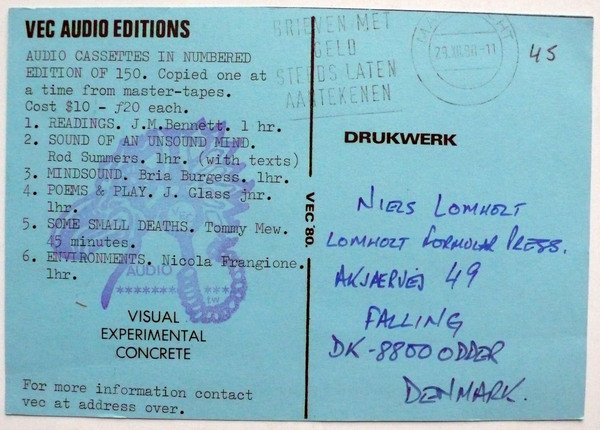 VEC AUDIO EDITIONS
AUDIO CASSETTES IN NUMBERED
EDITION OF 150. Copied one at
a time from master-tapes.
Cost $10 - ƒ20 each.
1. READINGS. J.M.Bennett. 1 hr.
2. SOUND OF AN UNSOUND MIND.
Rod Summers. 1hr. (with texts)
3. MINDSOUND. Bria Burgess. 1hr.
4. POEMS & PLAY. J. Glass jnr.
1hr.
5. SOME SMALL DEATHS. Tommy Mew.
45 minutes.
6. ENVIRONMENTS. Nicola Frangione.
1hr.
AUDIO
tw
VISUAL
EXPERIMENTAL
CONCRETE
For more information contact
vec at address over.
VEC '80.
BRIEVEN MET
GELD
STEEDS LATEN
AANTEKENEN
45
DRUKWERK
NIELS LOMHOLT
LOMHOLT FORMULAR PRESS.
AKJAERVEJ 49
FALLING
DK-8800 ODDER
DENMARK.